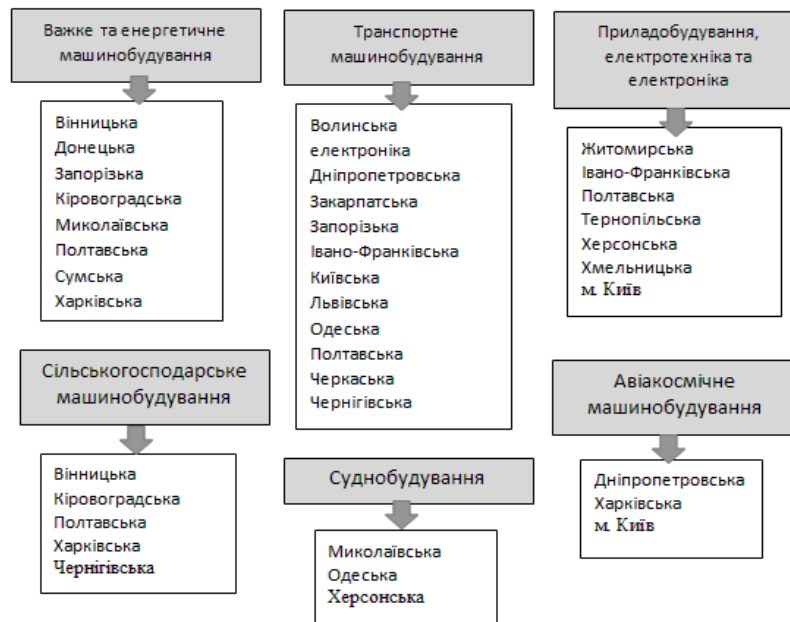 Важке та енергетичне
машинобудування
Вінницька
Донецька
Запорізька
Кіровоградська
Миколаївська
Полтавська
Сумська
Харківська
Транспортне
машинобудування
Волинська
електроніка
Дніпропетровська
Закарпатська
Запорізька
Івано-Франківська
Київська
Львівська
Одеська
Полтавська
Черкаська
Чернігівська
Приладобудування,
електротехніка та
електроніка
Житомирська
Івано-Франківська
Полтавська
Тернопільська
Херсонська
Хмельницька
м. Київ
Сільськогосподарське
машинобудування
Вінницька
Кіровоградська
Полтавська
Харківська
Чернігівська
Суднобудування
Миколаївська
Одеська
Херсонська
Авіакосмічне
машинобудування
Дніпропетровська
Харківська
м. Київ